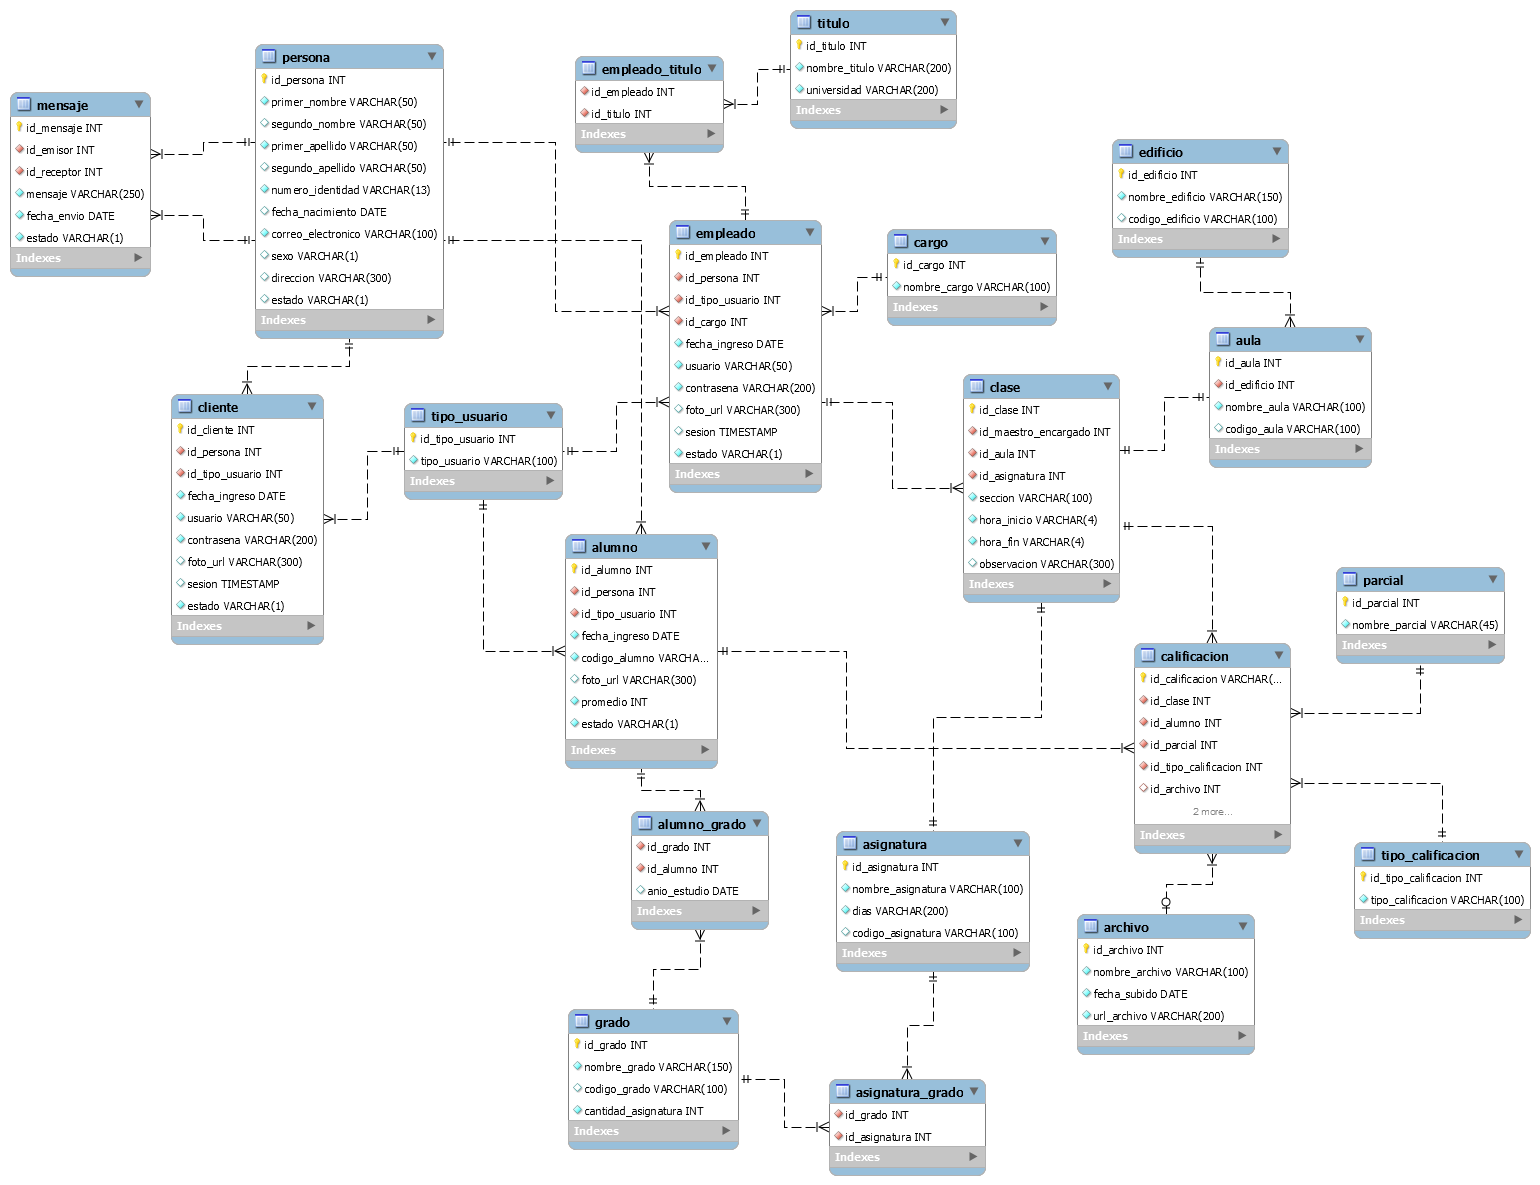 titulo
id_titulo INT
nombre_titulo VARCHAR(200)
universidad VARCHAR(200)
Indexes
persona
id_persona INT
primer_nombre VARCHAR(50)
segundo_nombre VARCHAR(50)
primer_apellido VARCHAR(50)
segundo_apellido VARCHAR(50)
numero_identidad VARCHAR(13)
fecha_nacimiento DATE
correo_electronico VARCHAR(100)
sexo VARCHAR(1)
direccion VARCHAR(300)
estado VARCHAR(1)
Indexes
empleado_titulo
id_empleado INT
id_titulo INT
Indexes
mensaje
id_mensaje INT
id_emisor INT
id_receptor INT
mensaje VARCHAR(250)
fecha_envio DATE
estado VARCHAR(1)
Indexes
edificio
id_edificio INT
nombre_edificio VARCHAR(150)
codigo_edificio VARCHAR(100)
Indexes
empleado
id_empleado INT
id_persona INT
id_tipo_usuario INT
id_cargo INT
fecha_ingreso DATE
usuario VARCHAR(50)
contrasena VARCHAR(200)
foto_url VARCHAR(300)
sesion TIMESTAMP
estado VARCHAR(1)
Indexes
cargo
id_cargo INT
nombre_cargo VARCHAR(100)
Indexes
aula
id_aula INT
id_edificio INT
nombre_aula VARCHAR(100)
codigo_aula VARCHAR(100)
Indexes
clase
id_clase INT
id_maestro_encargado INT
id_aula INT
id_asignatura INT
seccion VARCHAR(100)
hora_inicio VARCHAR(4)
hora_fin VARCHAR(4)
observacion VARCHAR(300)
Indexes
cliente
id_cliente INT
id_persona INT
id_tipo_usuario INT
fecha_ingreso DATE
usuario VARCHAR(50)
contrasena VARCHAR(200)
foto_url VARCHAR(300)
sesion TIMESTAMP
estado VARCHAR(1)
Indexes
tipo_usuario
id_tipo_usuario INT
tipo_usuario VARCHAR(100)
Indexes
alumno
id_alumno INT
id_persona INT
id_tipo_usuario INT
fecha_ingreso DATE
codigo_alumno VARCHA...
foto_url VARCHAR(300)
promedio INT
estado VARCHAR(1)
Indexes
parcial
id_parcial INT
nombre_parcial VARCHAR(45)
Indexes
calificacion
id_calificacion VARCHAR(...
id_clase INT
id_alumno INT
id_parcial INT
id_tipo_calificacion INT
id_archivo INT
2 more...
Indexes
alumno_grado
id_grado INT
id_alumno INT
anio_estudio DATE
Indexes
asignatura
id_asignatura INT
nombre_asignatura VARCHAR(100)
dias VARCHAR(200)
codigo_asignatura VARCHAR(100)
Indexes
tipo_calificacion
id_tipo_calificacion INT
tipo_calificacion VARCHAR(100)
Indexes
archivo
id_archivo INT
nombre_archivo VARCHAR(100)
fecha_subido DATE
url_archivo VARCHAR(200)
Indexes
grado
id_grado INT
nombre_grado VARCHAR(150)
codigo_grado VARCHAR(100)
cantidad_asignatura INT
Indexes
asignatura_grado
id_grado INT
id_asignatura INT
Indexes